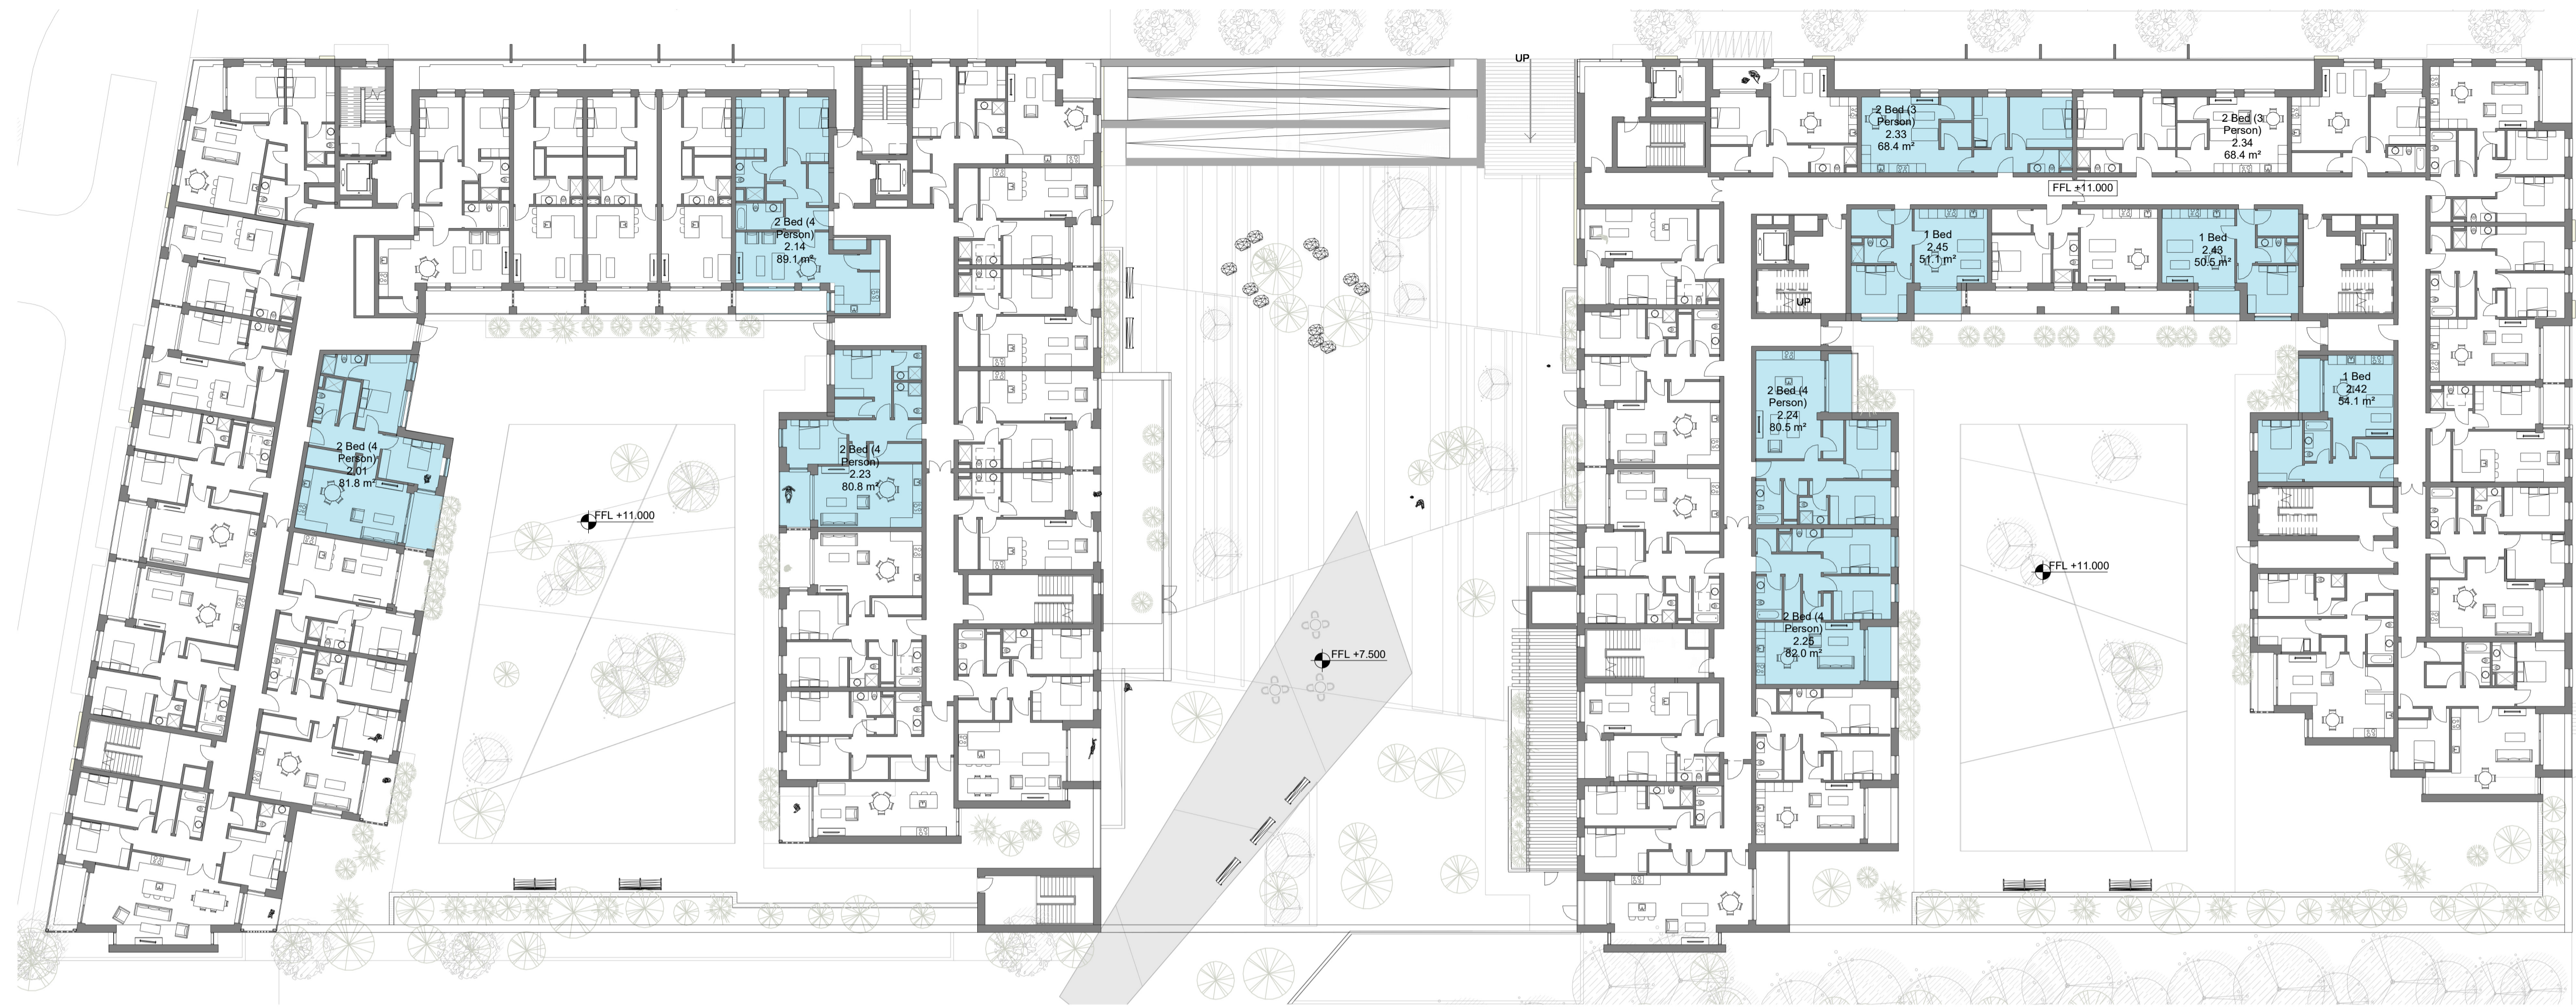 UP
2 Bed (3
Person)
2.33
68.4 m²
2 Bed (3
Person)
2.34
68.4 m²
FFL +11.000
2 Bed (4
Person)
2.14
89.1 m²
1 Bed
2.45
51.1 m²
1 Bed
2.43
50.5 m²
UP
2 Bed (4
Person)
2.01
81.8 m²
2 Bed (4
Person)
2.23
80.8 m²
2 Bed (4
Person)
2.24
80.5 m²
1 Bed
2.42
54.1 m²
FFL +11.000
FFL +11.000
2 Bed (4
Person)
2.25
82.0 m²
FFL +7.500